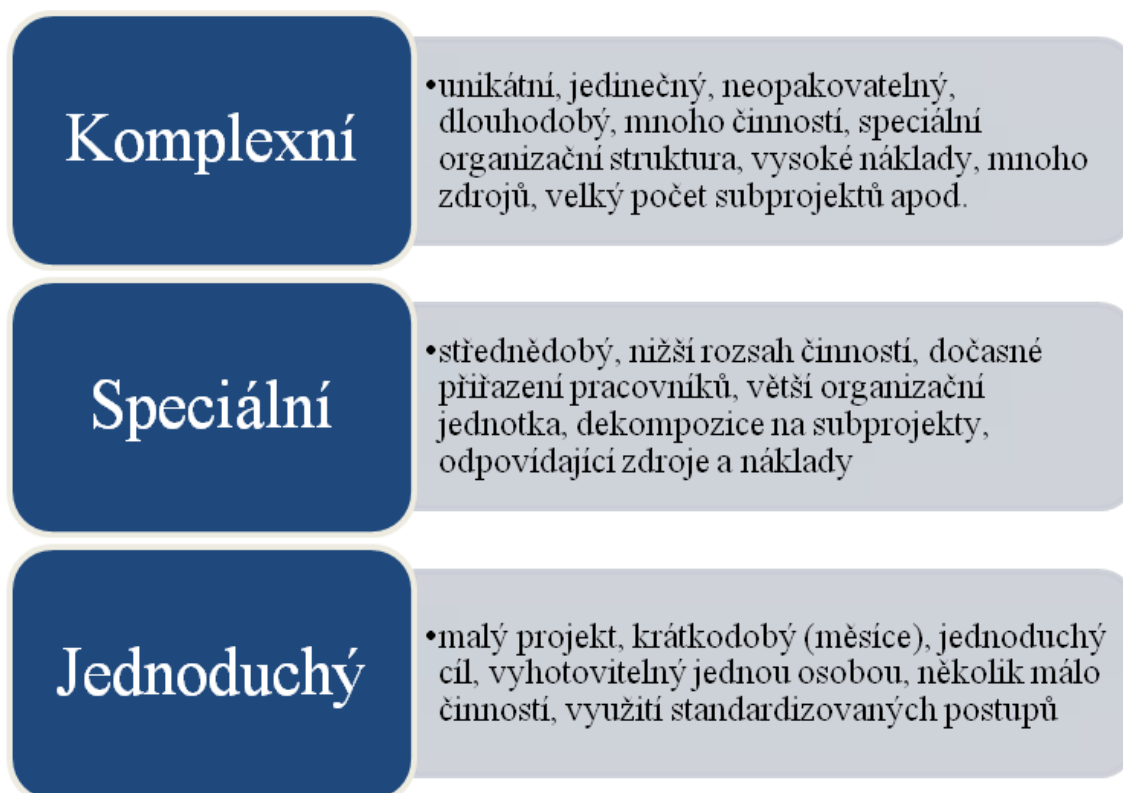 Komplexní
•unikátní, jedinečný, neopakovatelný,
dlouhodobý, mnoho činností, speciální
organizační struktura, vysoké náklady, mnoho
zdrojů, velký počet subprojektů apod.
Speciální
•střednědobý, nižší rozsah činností, dočasné
přiřazení pracovníků, větší organizační
jednotka, dekompozice na subprojekty,
odpovídající zdroje a náklady
Jednoduchý
•malý projekt, krátkodobý (měsíce), jednoduchý
cíl, vyhotovitelný jednou osobou, několik málo
činností, využití standardizovaných postupů